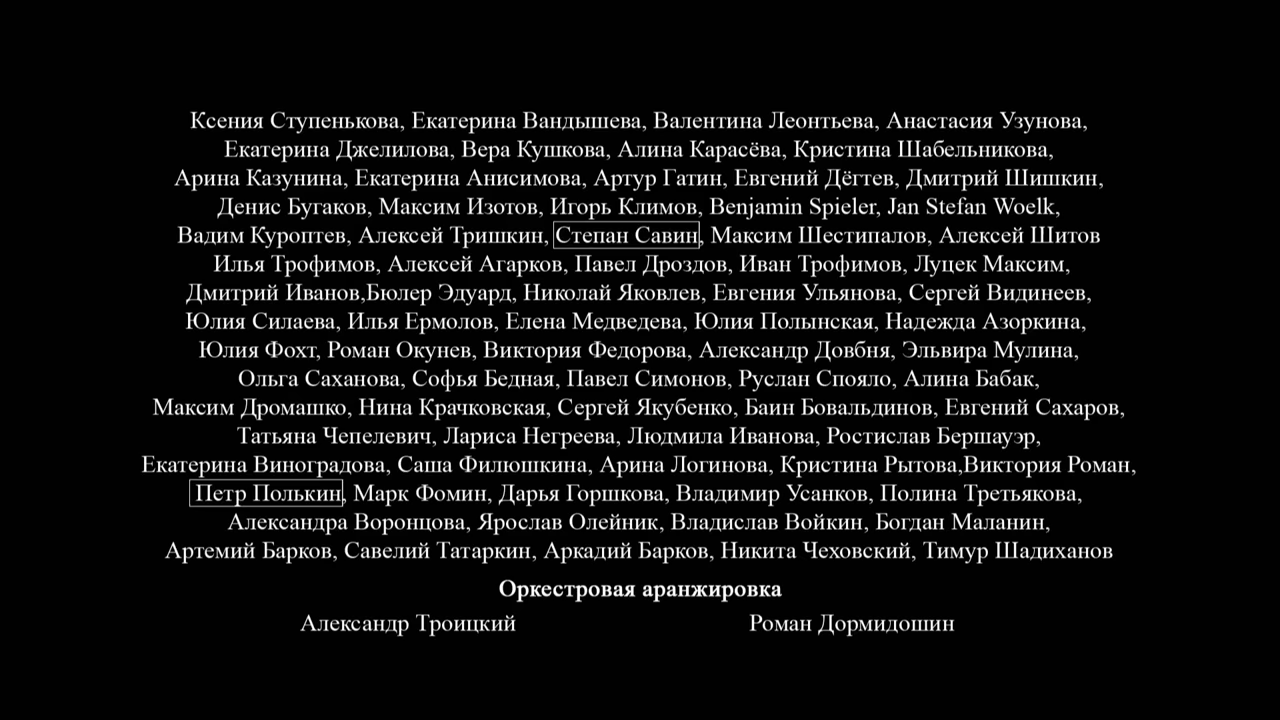 Ксения Ступенькова, Екатерина Вандышева, Валентина Леонтьева, Анастасия Узунова,
Екатерина Джелилова, Вера Кушкова, Алина Карасёва, Кристина Шабельникова,
Арина Казунина, Екатерина Анисимова, Артур Гатин, Евгений Дёгтев, Дмитрий Шишкин,
Денис Бугаков, Максим Изотов, Игорь Климов, Benjamin Spieler, Jan Stefan Woelk,
Вадим Куроптев, Алексей Тришкин, Степан Савин, Максим Шестипалов, Алексей Шитов
Илья Трофимов, Алексей Агарков, Павел Дроздов, Иван Трофимов, Луцек Максим,
Дмитрий Иванов,Бюлер Эдуард, Николай Яковлев, Евгения Ульянова, Сергей Видинеев,
Юлия Силаева, Илья Ермолов, Елена Медведева, Юлия Полынская, Надежда Азоркина,
Юлия Фохт, Роман Окунев, Виктория Федорова, Александр Довбня, Эльвира Мулина,
Ольга Саханова, Софья Бедная, Павел Симонов, Руслан Спояло, Алина Бабак,
Максим Дромашко, Нина Крачковская, Сергей Якубенко, Баин Бовальдинов, Евгений Сахаров,
Татьяна Чепелевич, Лариса Негреева, Людмила Иванова, Ростислав Бершауэр,
Екатерина Виноградова, Саша Филюшкина, Арина Логинова, Кристина Рытова,Виктория Роман,
Петр Полькин, Марк Фомин, Дарья Горшкова, Владимир Усанков, Полина Третьякова,
Александра Воронцова, Ярослав Олейник, Владислав Войкин, Богдан Маланин,
Артемий Барков, Савелий Татаркин, Аркадий Барков, Никита Чеховский, Тимур Шадиханов
Оркестровая аранжировка
Александр Троицкий Роман Дормидошин